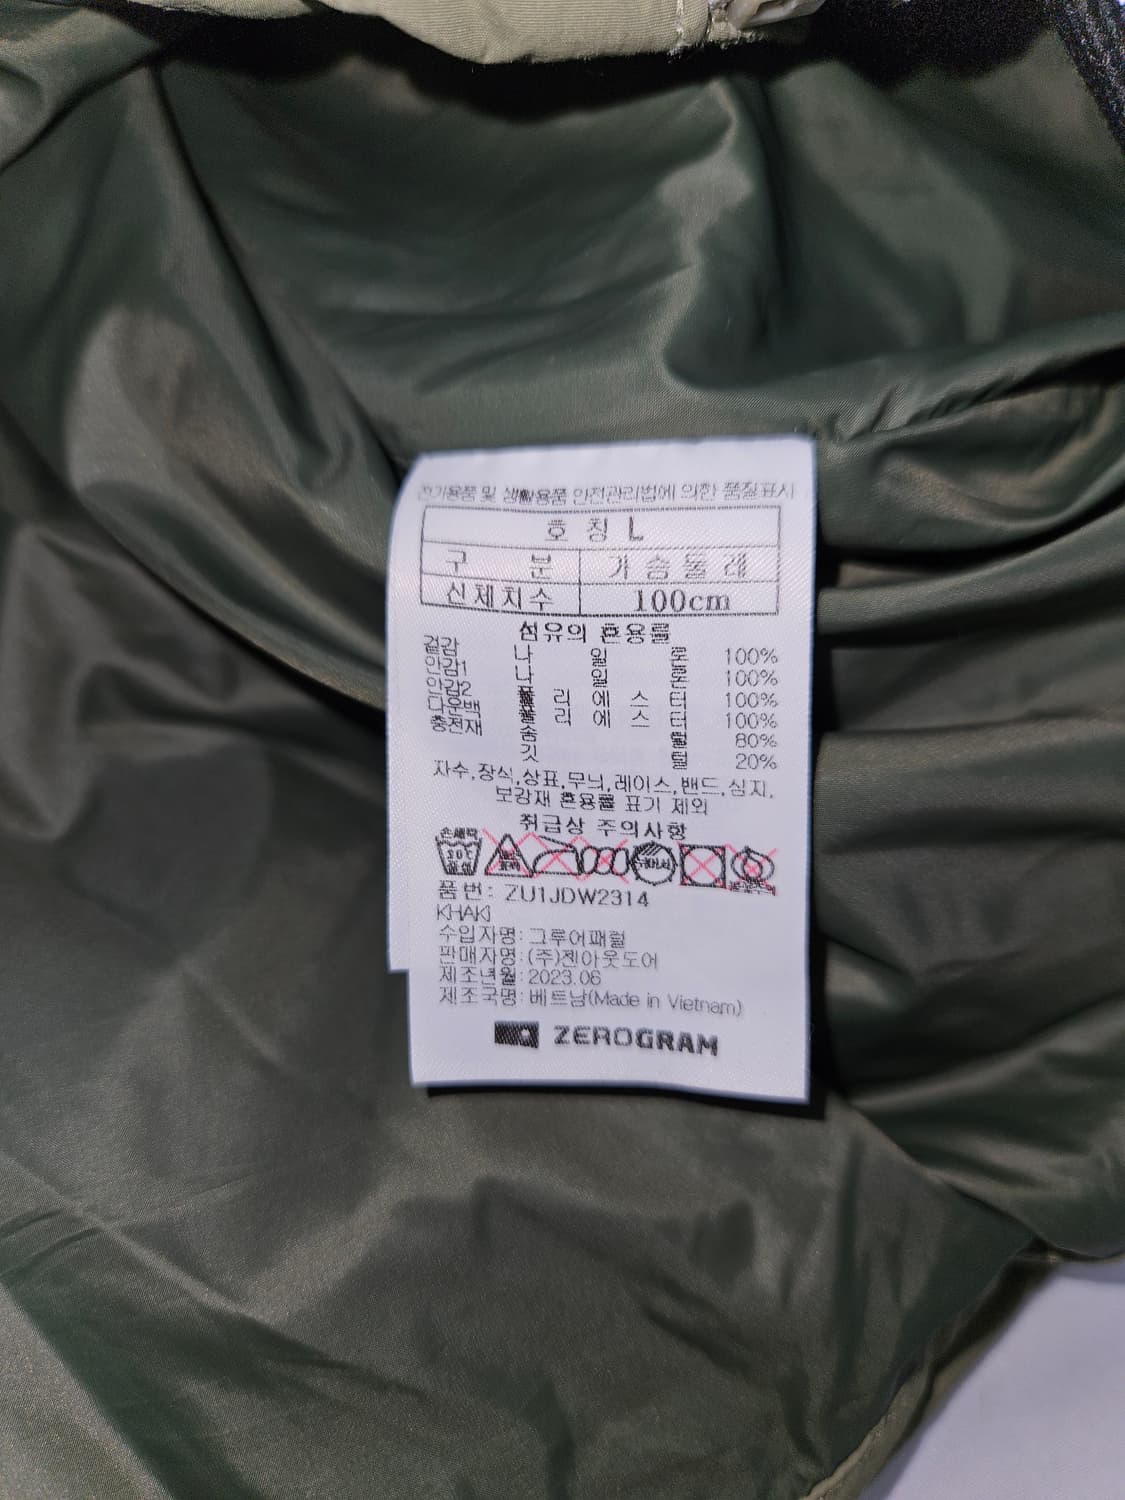 전기용품 및 생활용품 안전관리법에 의한 품질표시
호 칭 L
구 분 가 슴 둘 레
신체치수 100cm
섬유의 혼용률
겉감 나 일 론 100%
안감1 나 일 론 100%
안감2 폴 리 에 스 터 100%
다운백 폴 리 에 스 터 100%
충전재 솜 털 80%
깃 털 20%
자수,장식,상표,무늬,레이스,밴드,심지,
보강재 혼용률 표기 제외
취급상 주의사항
손세탁
30℃
중성
품번: ZU1JDW2314
KHAKI
수입자명: 그루어패럴
판매자명: (주)젠아웃도어
제조년월: 2023.06
제조국명: 베트남(Made in Vietnam)
ZEROGRAM